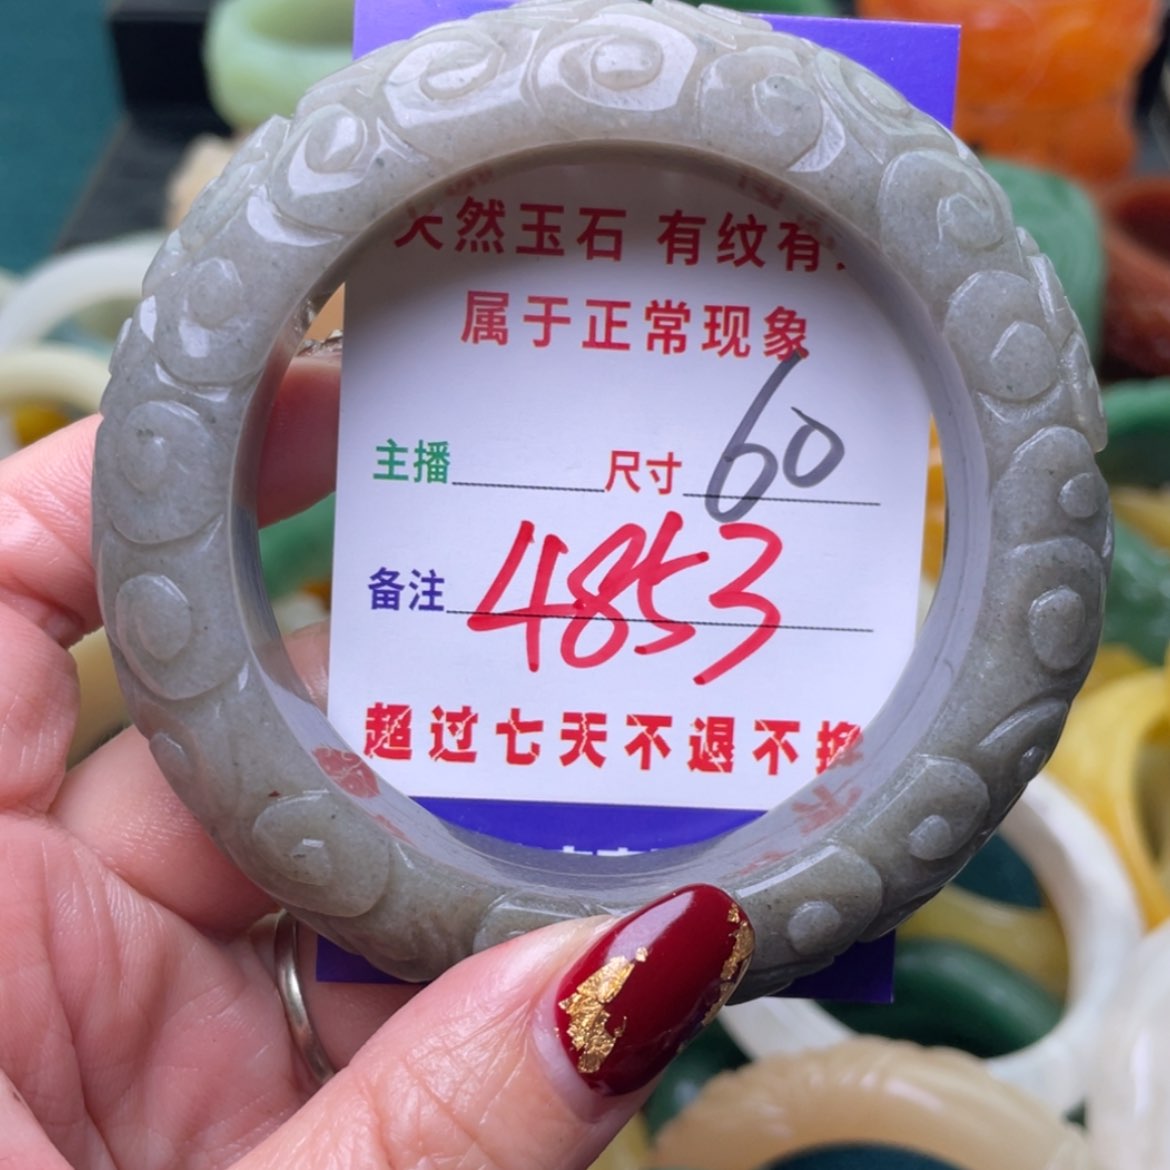 天然玉石 有纹有
属于正常现象
主播 尺寸 60
备注 4853
超过七天不退不换